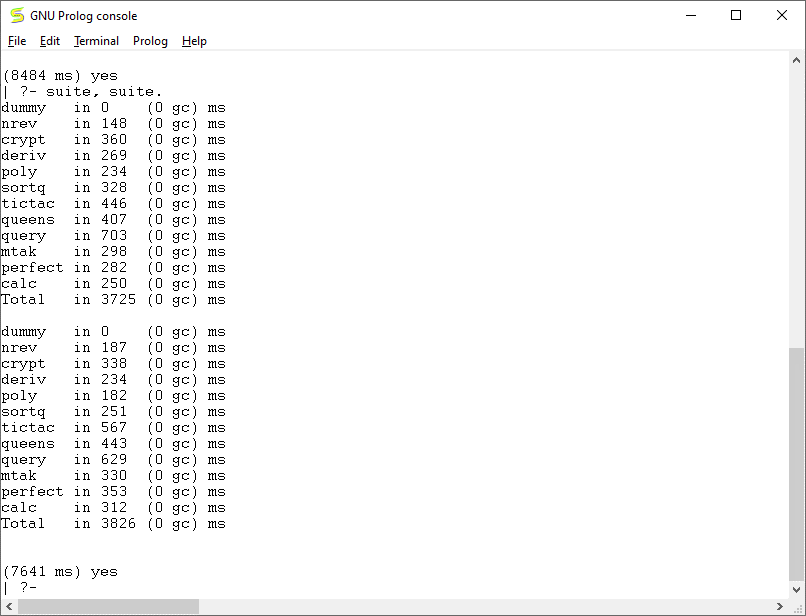 GNU Prolog console
File Edit Terminal Prolog Help
(8484 ms) yes
| ?- suite, suite.
dummy   in 0    (0 gc) ms
nrev    in 148  (0 gc) ms
crypt   in 360  (0 gc) ms
deriv   in 269  (0 gc) ms
poly    in 234  (0 gc) ms
sortq   in 328  (0 gc) ms
tictac  in 446  (0 gc) ms
queens  in 407  (0 gc) ms
query   in 703  (0 gc) ms
mtak    in 298  (0 gc) ms
perfect in 282  (0 gc) ms
calc    in 250  (0 gc) ms
Total   in 3725 (0 gc) ms
dummy   in 0    (0 gc) ms
nrev    in 187  (0 gc) ms
crypt   in 338  (0 gc) ms
deriv   in 234  (0 gc) ms
poly    in 182  (0 gc) ms
sortq   in 251  (0 gc) ms
tictac  in 567  (0 gc) ms
queens  in 443  (0 gc) ms
query   in 629  (0 gc) ms
mtak    in 330  (0 gc) ms
perfect in 353  (0 gc) ms
calc    in 312  (0 gc) ms
Total   in 3826 (0 gc) ms
(7641 ms) yes
| ?-